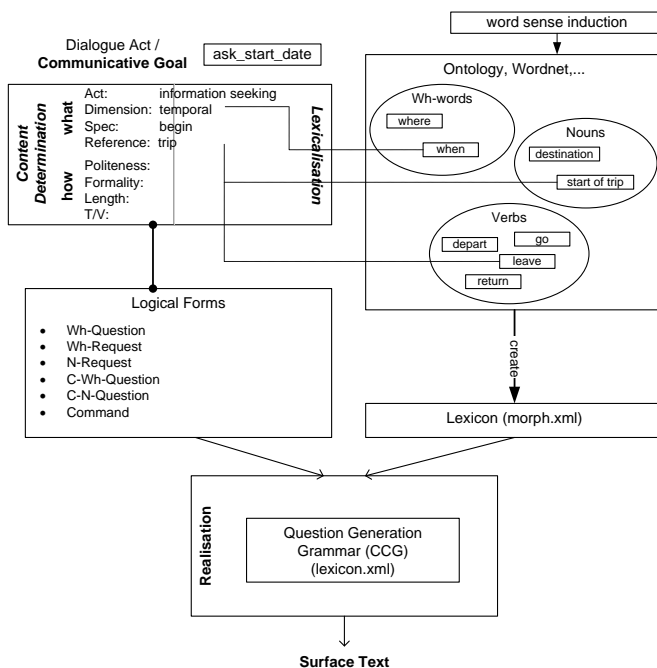 word sense induction
Dialogue Act /
Communicative Goal
ask_start_date
Ontology, Wordnet,...
Content
Determination
what
how
Act: information seeking
Dimension: temporal
Spec: begin
Reference: trip
Politeness:
Formality:
Length:
T/V:
Lexicalisation
Wh-words
where
when
Nouns
destination
start of trip
Verbs
depart
go
leave
return
Logical Forms
• Wh-Question
• Wh-Request
• N-Request
• C-Wh-Question
• C-N-Question
• Command
create
Lexicon (morph.xml)
Realisation
Question Generation
Grammar (CCG)
(lexicon.xml)
Surface Text